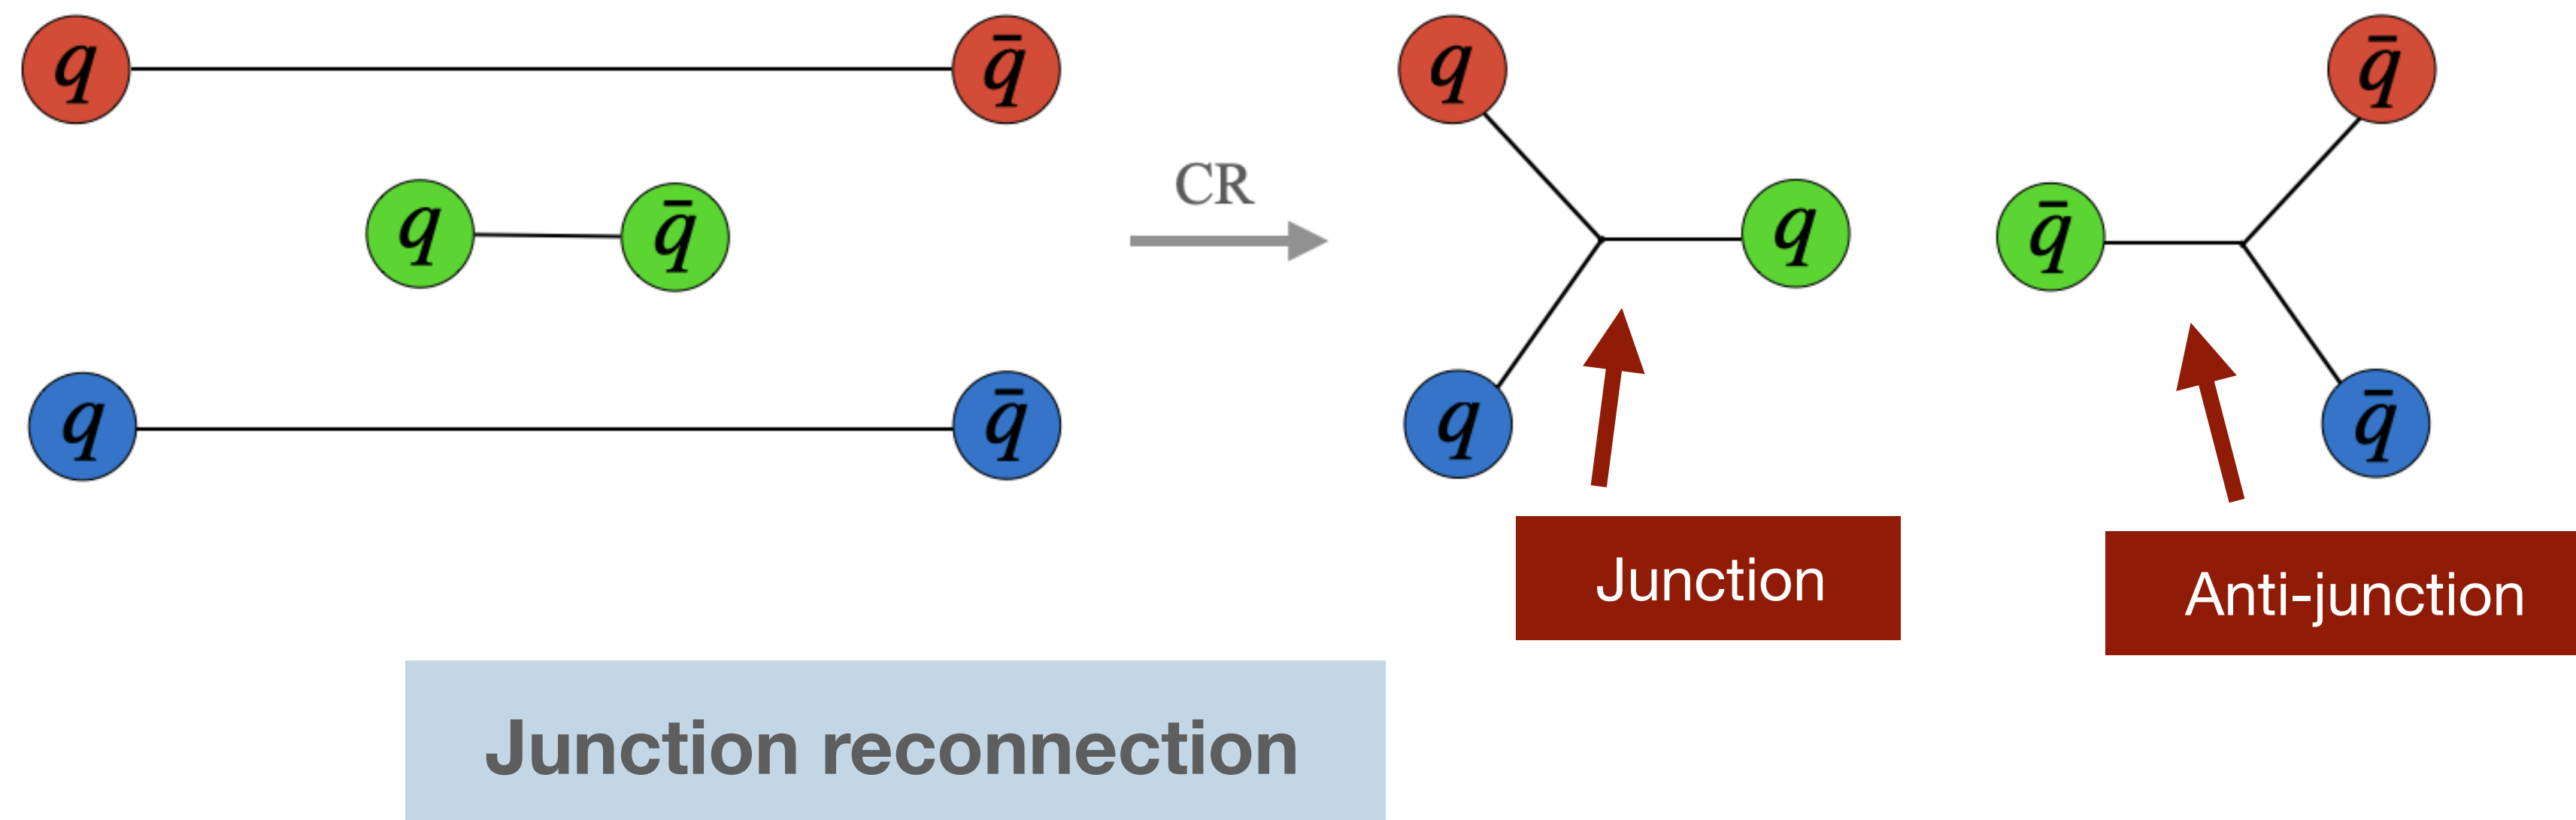 q q̄ q q̄
CR
q q̄ q q̄
q q̄ q q̄
Junction
Anti-junction
Junction reconnection